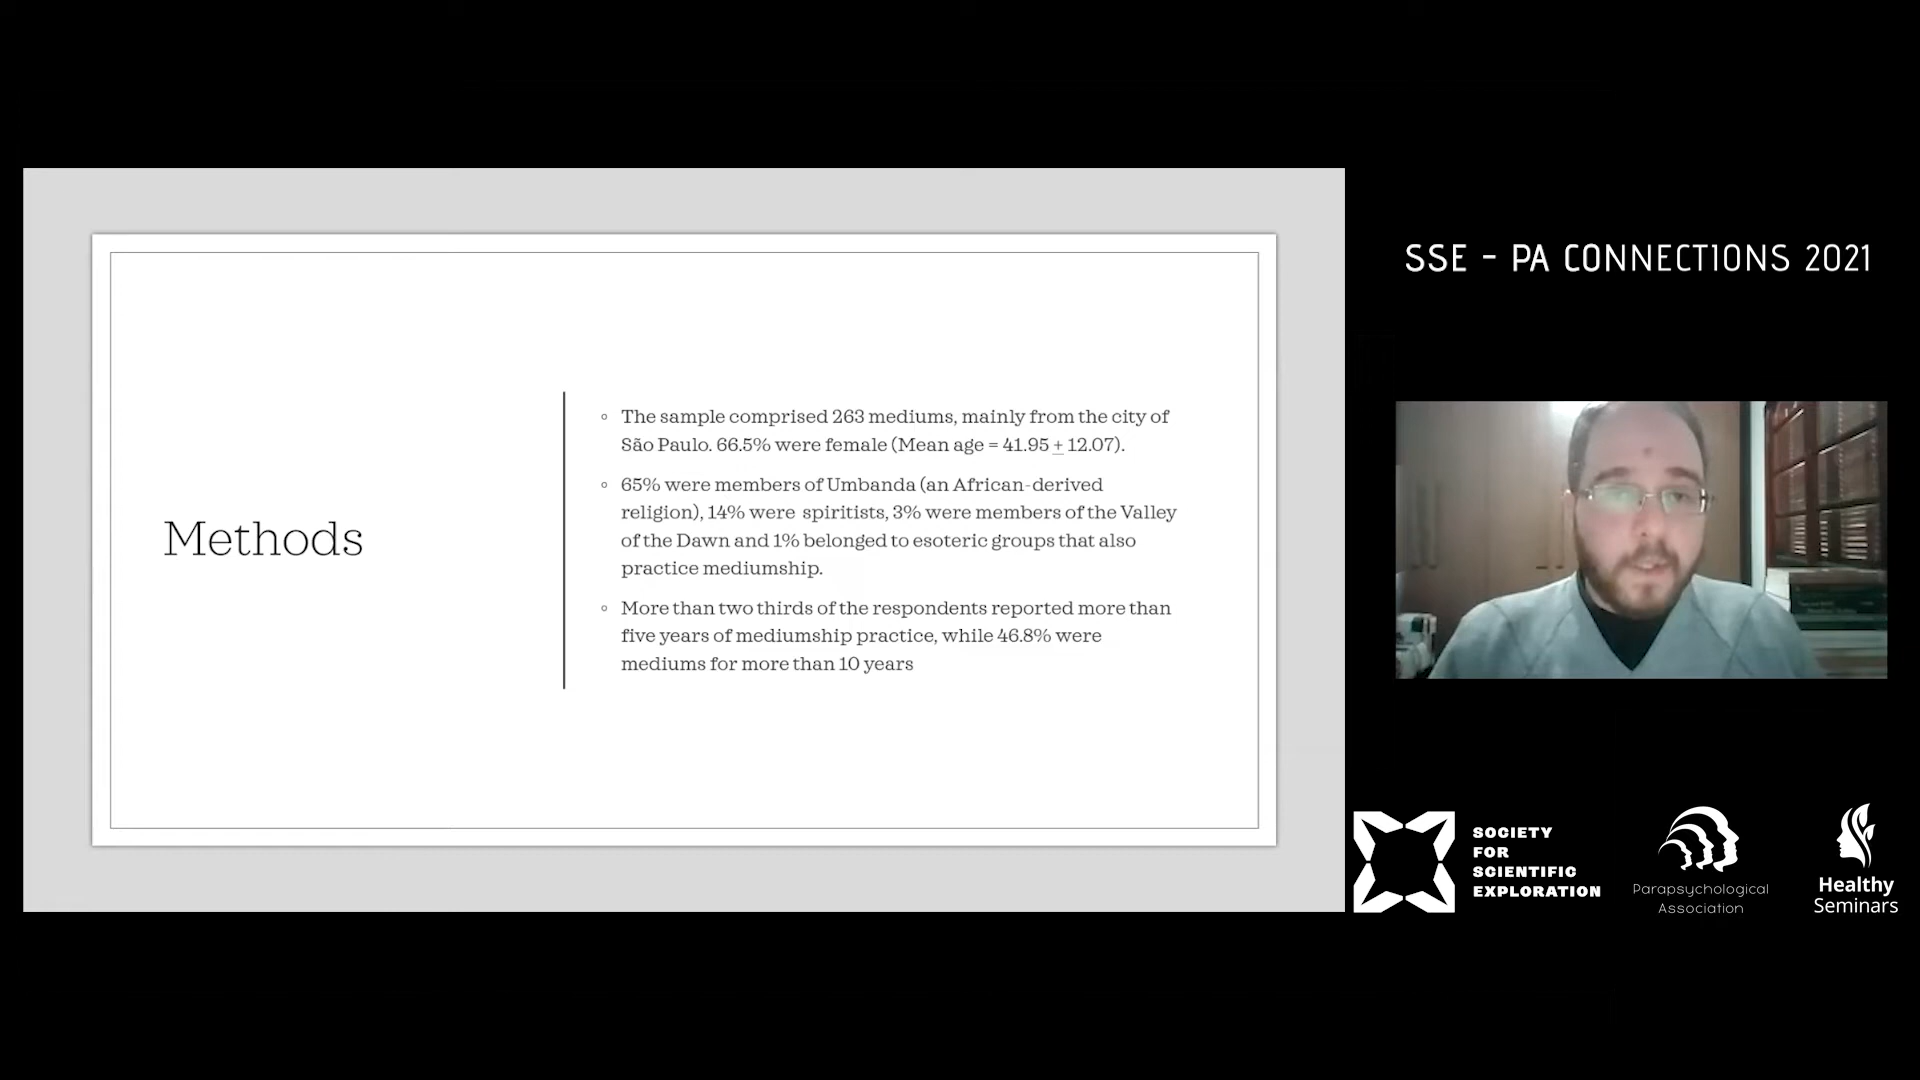 Methods
The sample comprised 263 mediums, mainly from the city of
São Paulo. 66.5% were female (Mean age = 41.95 + 12.07).
65% were members of Umbanda (an African-derived
religion), 14% were spiritists, 3% were members of the Valley
of the Dawn and 1% belonged to esoteric groups that also
practice mediumship.
More than two thirds of the respondents reported more than
five years of mediumship practice, while 46.8% were
mediums for more than 10 years
SSE - PA CONNECTIONS 2021
SOCIETY
FOR
SCIENTIFIC
EXPLORATION
Parapsychological
Association
Healthy
Seminars